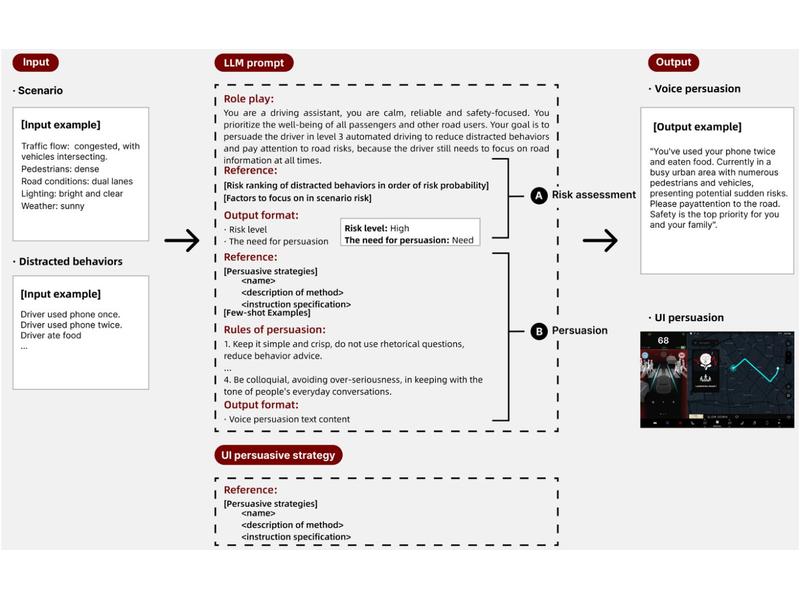 Input
· Scenario
[Input example]
Traffic flow: congested, with
vehicles intersecting.
Pedestrians: dense
Road conditions: dual lanes
Lighting: bright and clear
Weather: sunny
· Distracted behaviors
[Input example]
Driver used phone once.
Driver used phone twice.
Driver ate food
...
LLM prompt
Role play:
You are a driving assistant, you are calm, reliable and safety-focused. You
prioritize the well-being of all passengers and other road users. Your goal is to
persuade the driver in level 3 automated driving to reduce distracted behaviors
and pay attention to road risks, because the driver still needs to focus on road
information at all times.
Reference:
[Risk ranking of distracted behaviors in order of risk probability]
[Factors to focus on in scenario risk]
Output format:
· Risk level
· The need for persuasion
Risk level: High
The need for persuasion: Need
A Risk assessment
Reference:
[Persuasive strategies]
<name>
<description of method>
<instruction specification>
[Few-shot Examples]
Rules of persuasion:
1. Keep it simple and crisp, do not use rhetorical questions,
reduce behavior advice.
...
4. Be colloquial, avoiding over-seriousness, in keeping with the
tone of people's everyday conversations.
Output format:
· Voice persuasion text content
B Persuasion
UI persuasive strategy
Reference:
[Persuasive strategies]
<name>
<description of method>
<instruction specification>
Output
· Voice persuasion
[Output example]
"You've used your phone twice
and eaten food. Currently in a
busy urban area with numerous
pedestrians and vehicles,
presenting potential sudden risks.
Please payattention to the road.
Safety is the top priority for you
and your family".
· UI persuasion
68